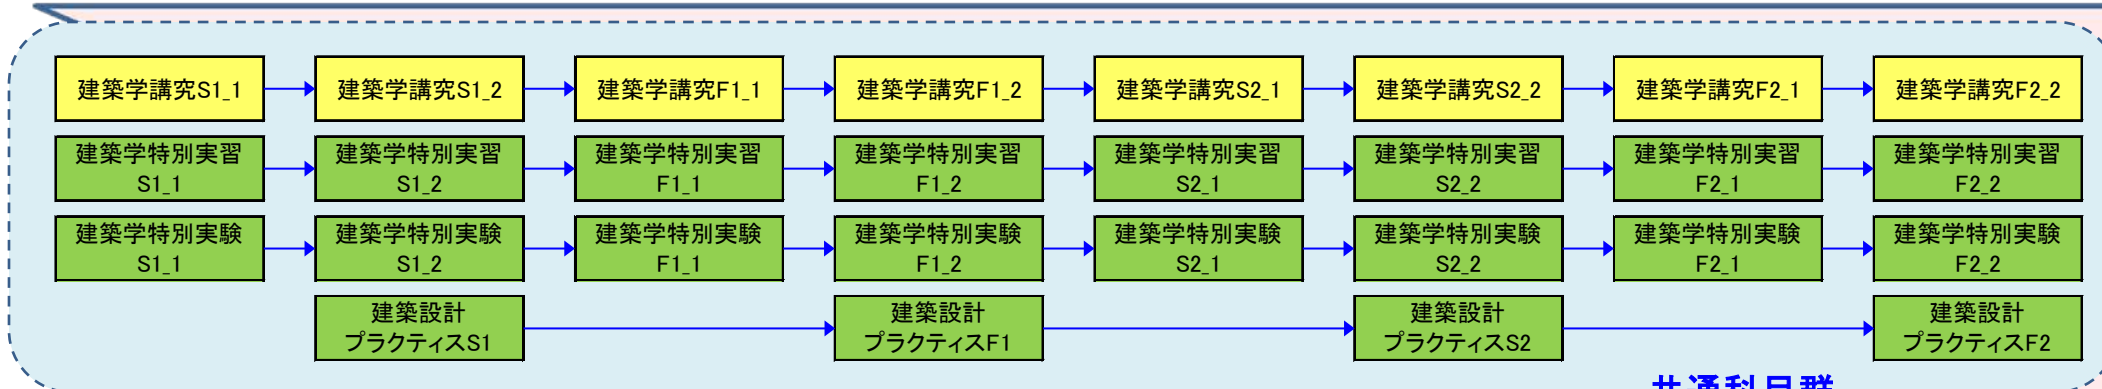 建築学講究S1_1
建築学講究S1_2
建築学講究F1_1
建築学講究F1_2
建築学講究S2_1
建築学講究S2_2
建築学講究F2_1
建築学講究F2_2
建築学特別実習
S1_1
建築学特別実習
S1_2
建築学特別実習
F1_1
建築学特別実習
F1_2
建築学特別実習
S2_1
建築学特別実習
S2_2
建築学特別実習
F2_1
建築学特別実習
F2_2
建築学特別実験
S1_1
建築学特別実験
S1_2
建築学特別実験
F1_1
建築学特別実験
F1_2
建築学特別実験
S2_1
建築学特別実験
S2_2
建築学特別実験
F2_1
建築学特別実験
F2_2
建築設計
プラクティスS1
建築設計
プラクティスF1
建築設計
プラクティスS2
建築設計
プラクティスF2
共通科目群